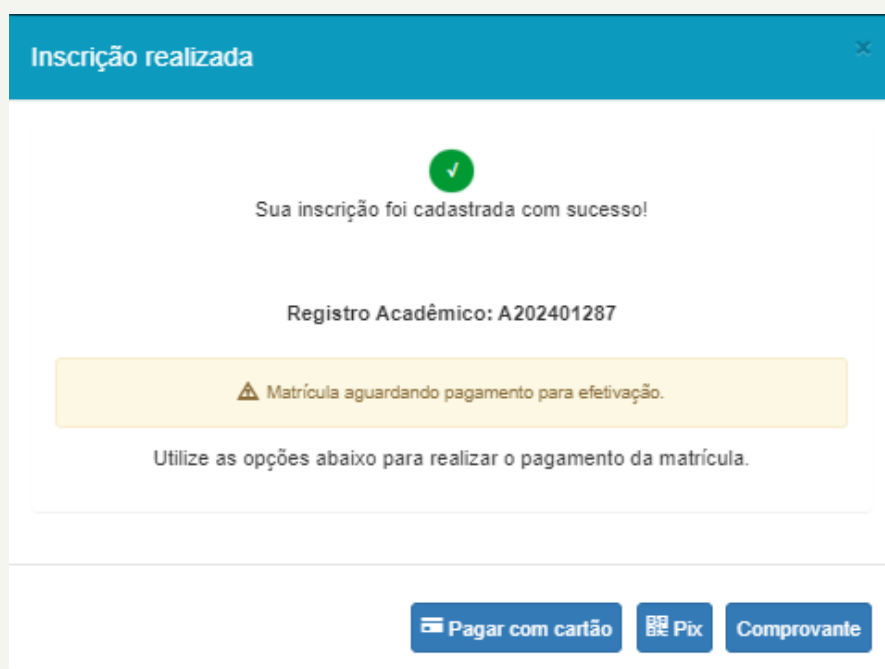 Inscrição realizada
×
√
Sua inscrição foi cadastrada com sucesso!
Registro Acadêmico: A202401287
Matrícula aguardando pagamento para efetivação.
Utilize as opções abaixo para realizar o pagamento da matrícula.
Pagar com cartão Pix Comprovante